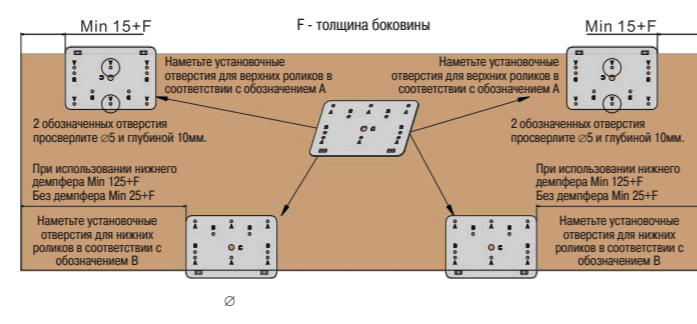 Min 15+F
F - толщина боковины
Min 15+F
Наметьте установочные
отверстия для верхних роликов в
соответствии с обозначением А
Наметьте установочные
отверстия для верхних роликов в
соответствии с обозначением А
2 обозначенных отверстия
просверлите ∅5 и глубиной 10мм.
2 обозначенных отверстия
просверлите ∅5 и глубиной 10мм.
При использовании нижнего
демпфера Min 125+F
Без демпфера Min 25+F
При использовании нижнего
демпфера Min 125+F
Без демпфера Min 25+F
Наметьте установочные
отверстия для нижних
роликов в соответствии с
обозначением В
Наметьте установочные
отверстия для нижних
роликов в соответствии с
обозначением В
A A A
B B
B C B
A A
A A A
B B
B C B
A A
∅